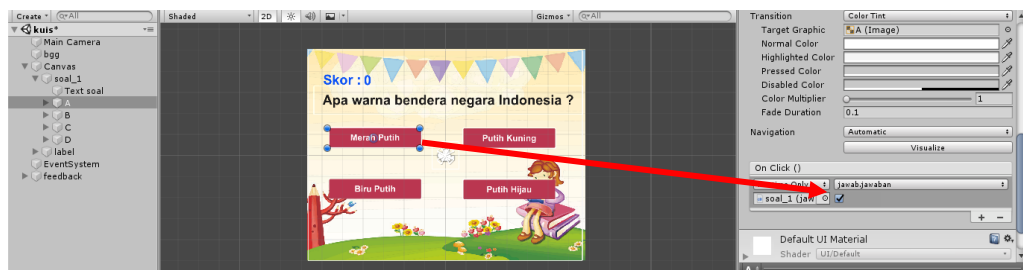 Create
All
Shaded
2D
Gizmos
All
kuis*
Main Camera
bgg
Canvas
soal_1
Text soal
A
B
C
D
label
EventSystem
feedback
Skor : 0
Apa warna bendera negara Indonesia ?
Merah Putih
Putih Kuning
Biru Putih
Putih Hijau
Transition
Color Tint
Target Graphic
A (Image)
Normal Color
Highlighted Color
Pressed Color
Disabled Color
Color Multiplier
1
Fade Duration
0.1
Navigation
Automatic
Visualize
On Click ()
Only
jawab.jawaban
soal_1 (jaw
+ −
Default UI Material
Shader
UI/Default
A